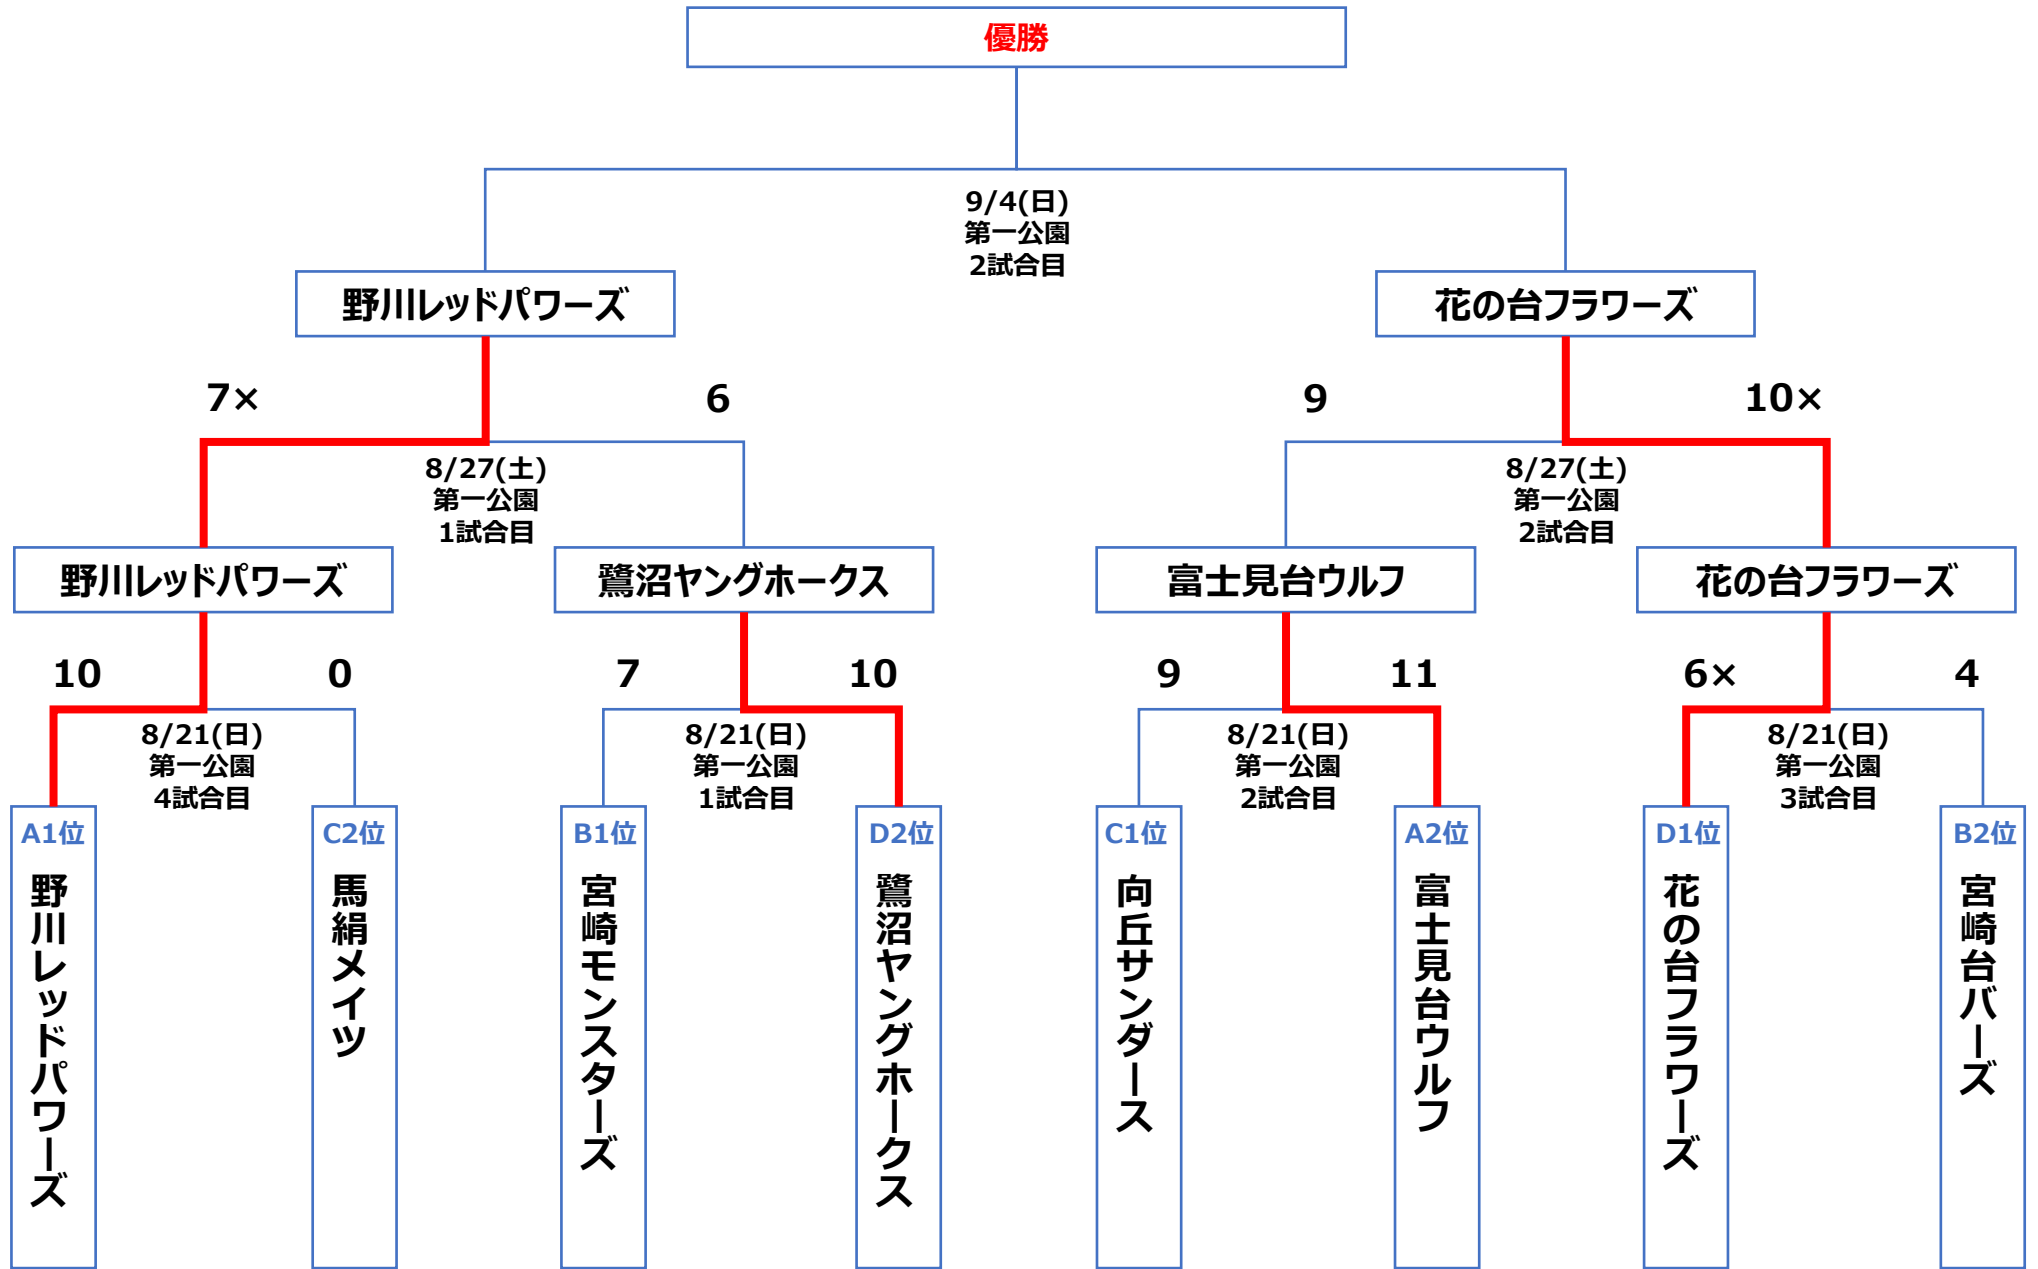 優勝
9/4(日)
第一公園
2試合目
野川レッドパワーズ
花の台フラワーズ
7×
6
9
10×
8/27(土)
第一公園
1試合目
8/27(土)
第一公園
2試合目
野川レッドパワーズ
鷺沼ヤングホークス
富士見台ウルフ
花の台フラワーズ
10
0
7
10
9
11
6×
4
8/21(日)
第一公園
4試合目
8/21(日)
第一公園
1試合目
8/21(日)
第一公園
2試合目
8/21(日)
第一公園
3試合目
A1位
野川レッドパワーズ
C2位
馬絹メイツ
B1位
宮崎モンスターズ
D2位
鷺沼ヤングホークス
C1位
向丘サンダース
A2位
富士見台ウルフ
D1位
花の台フラワーズ
B2位
宮崎台バーズ